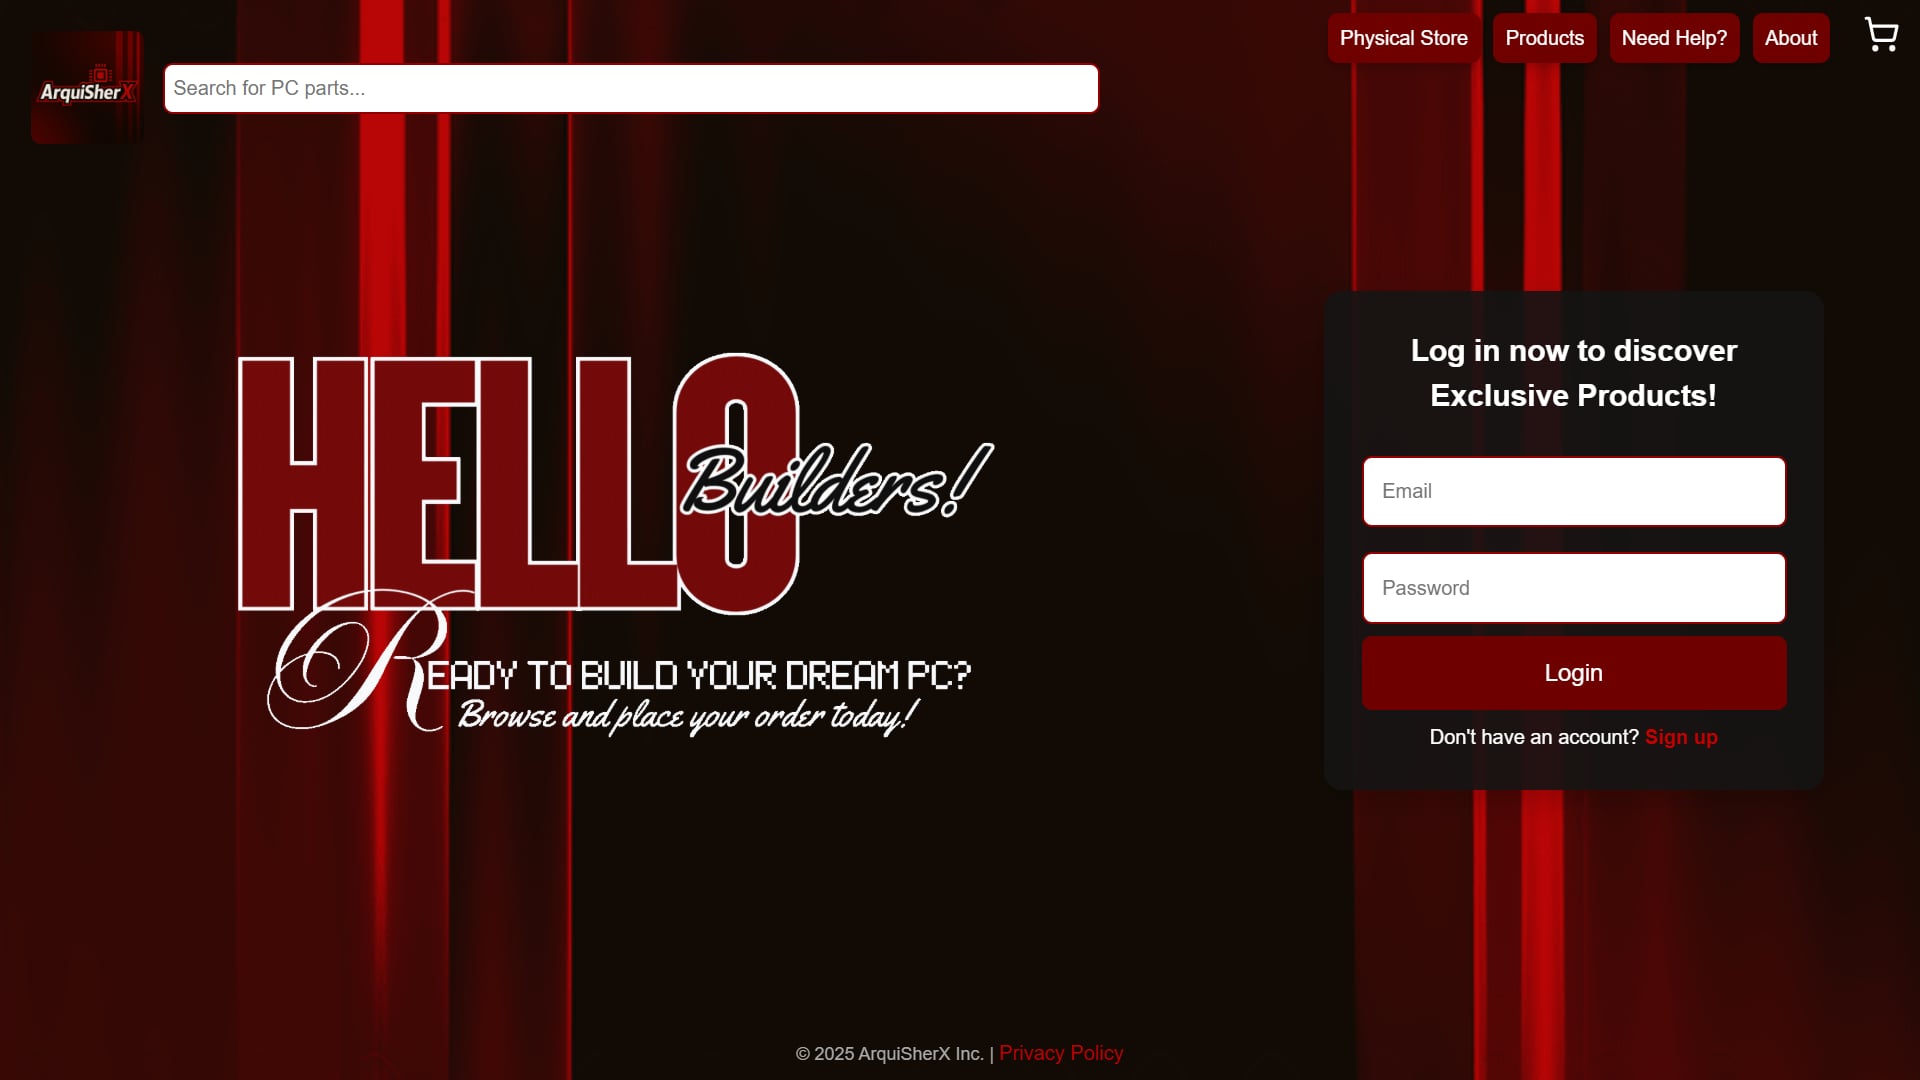 Physical Store
Products
Need Help?
About
ArquiSherX
Search for PC parts...
Log in now to discover
Exclusive Products!
HELLO
Builders!
Email
Password
READY TO BUILD YOUR DREAM PC?
Browse and place your order today!
Login
Don't have an account? Sign up
© 2025 ArquiSherX Inc. | Privacy Policy